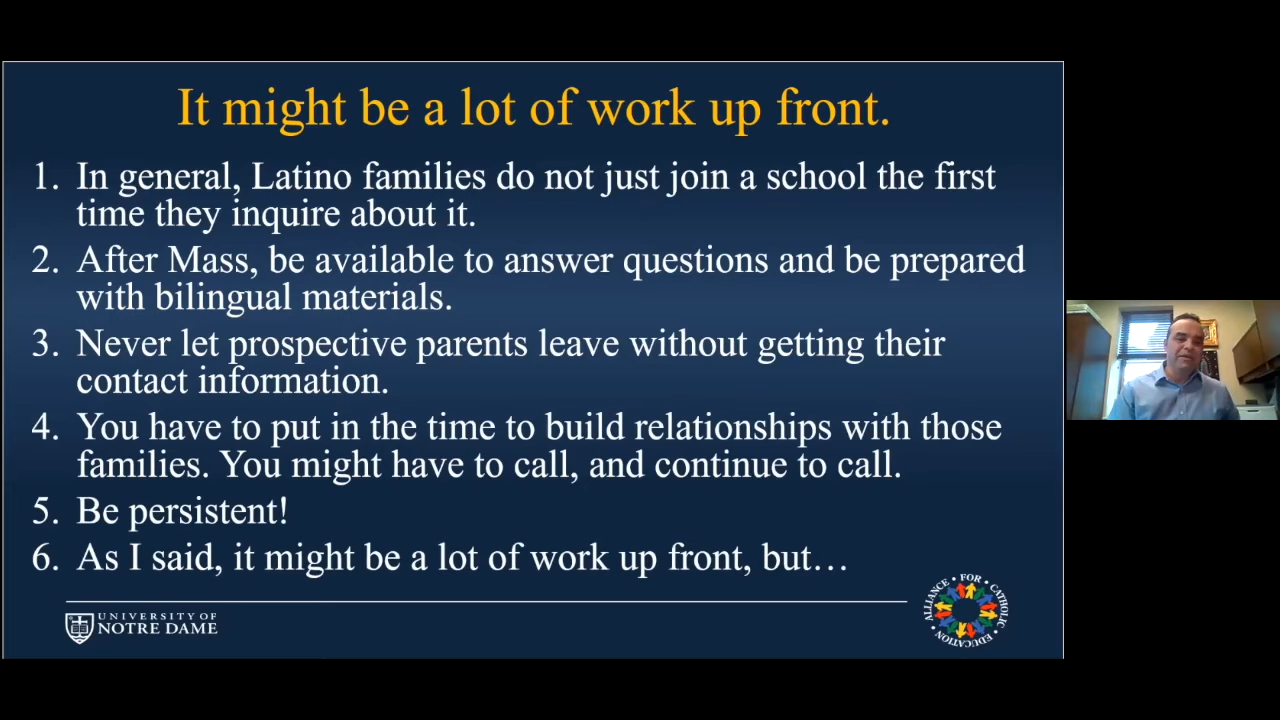 It might be a lot of work up front.
1. In general, Latino families do not just join a school the first
time they inquire about it.
2. After Mass, be available to answer questions and be prepared
with bilingual materials.
3. Never let prospective parents leave without getting their
contact information.
4. You have to put in the time to build relationships with those
families. You might have to call, and continue to call.
5. Be persistent!
6. As I said, it might be a lot of work up front, but…
UNIVERSITY OF
NOTRE DAME
ALLIANCE • FOR • CATHOLIC • EDUCATION •